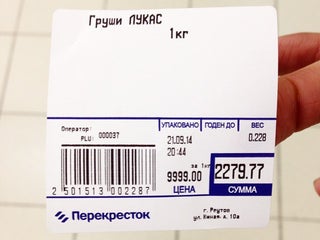 Груши ЛУКАС
1кг
Оператор:
PLU: 000037
УПАКОВАНО ГОДЕН ДО ВЕС
21.09.14 0.228
20:44
за 1кг
9999.00 2279.77
ЦЕНА СУММА
2 501513 002287
Перекресток
г. Реутов
ул. Южная д. 10а